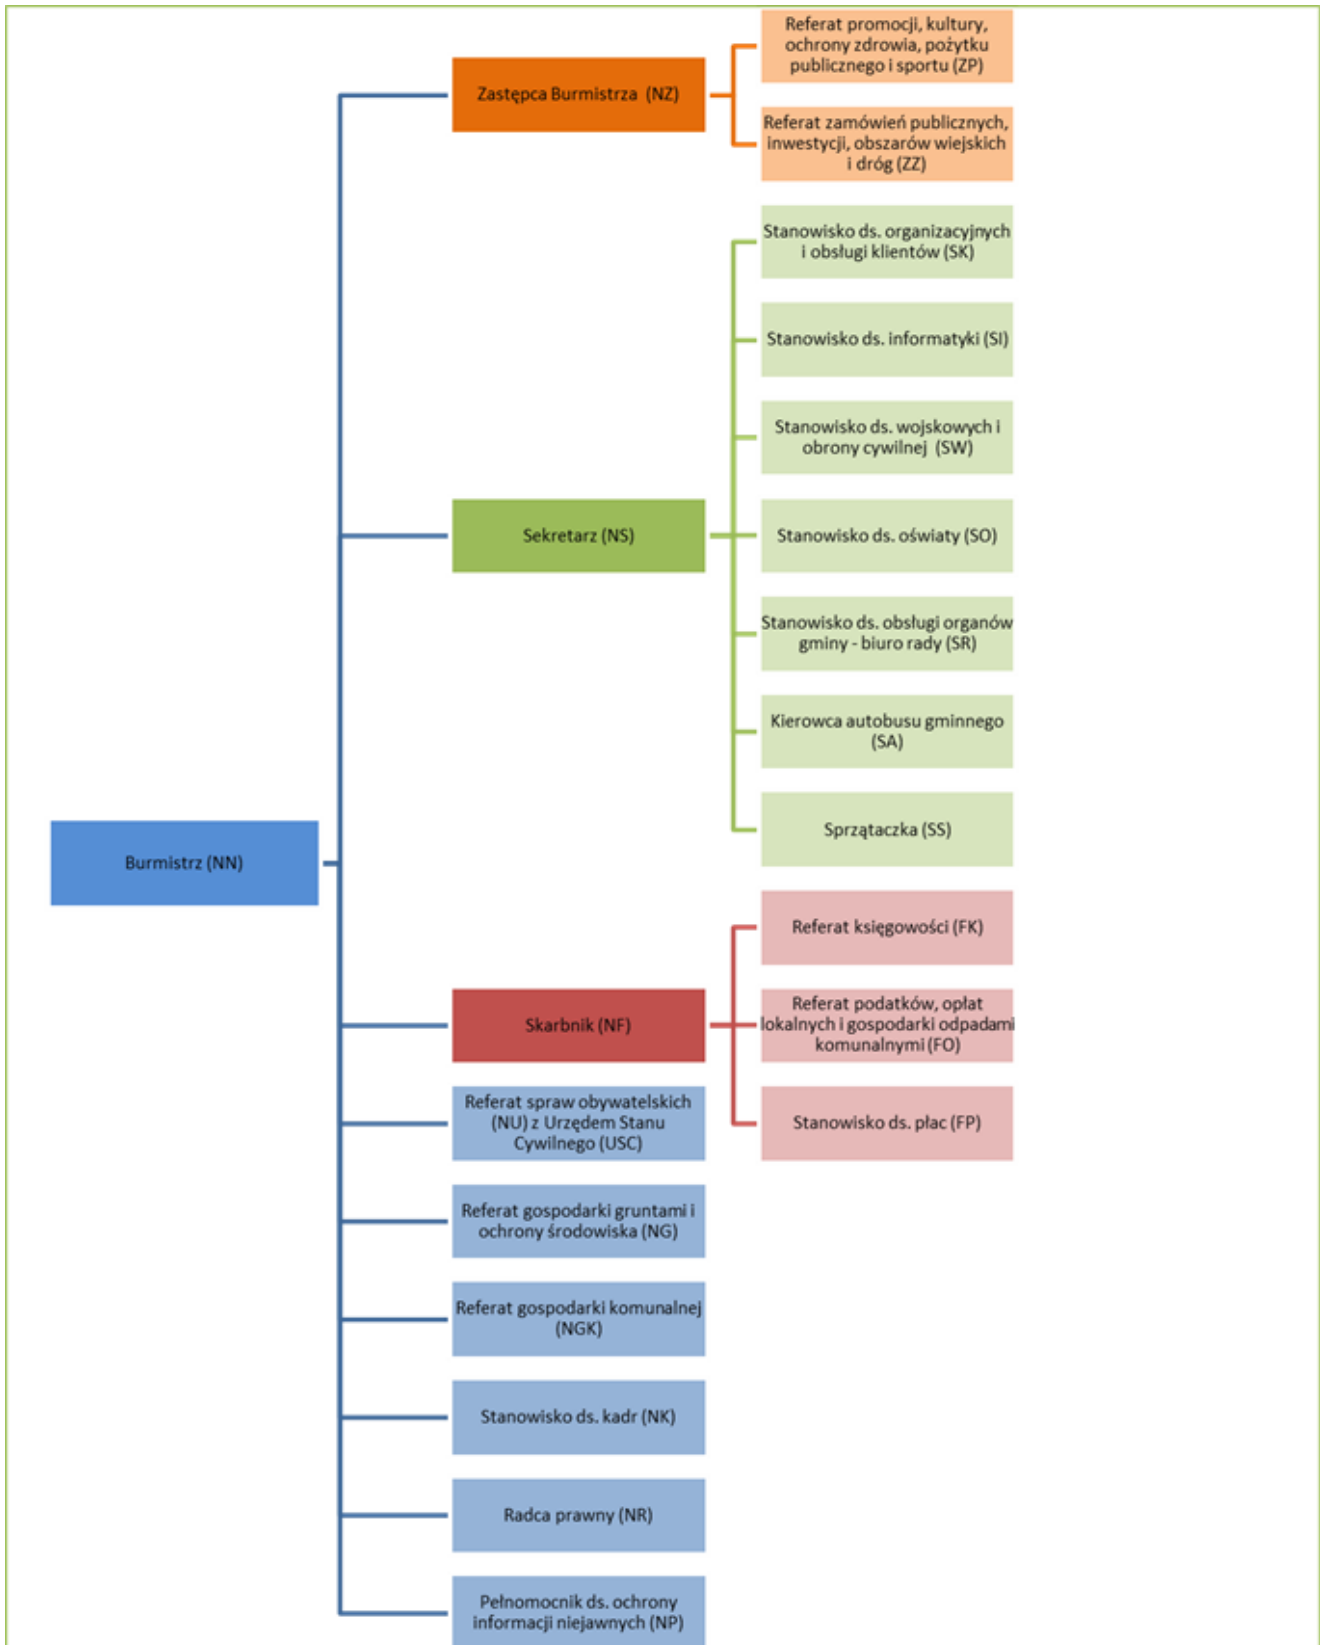 Burmistrz (NN)
Zastępca Burmistrza (NZ)
Referat promocji, kultury,
ochrony zdrowia, pożytku
publicznego i sportu (ZP)
Referat zamówień publicznych,
inwestycji, obszarów wiejskich
i dróg (ZZ)
Sekretarz (NS)
Stanowisko ds. organizacyjnych
i obsługi klientów (SK)
Stanowisko ds. informatyki (SI)
Stanowisko ds. wojskowych i
obrony cywilnej (SW)
Stanowisko ds. oświaty (SO)
Stanowisko ds. obsługi organów
gminy - biuro rady (SR)
Kierowca autobusu gminnego
(SA)
Sprzątaczka (SS)
Skarbnik (NF)
Referat księgowości (FK)
Referat podatków, opłat
lokalnych i gospodarki odpadami
komunalnymi (FO)
Stanowisko ds. płac (FP)
Referat spraw obywatelskich
(NU) z Urzędem Stanu
Cywilnego (USC)
Referat gospodarki gruntami i
ochrony środowiska (NG)
Referat gospodarki komunalnej
(NGK)
Stanowisko ds. kadr (NK)
Radca prawny (NR)
Pełnomocnik ds. ochrony
informacji niejawnych (NP)